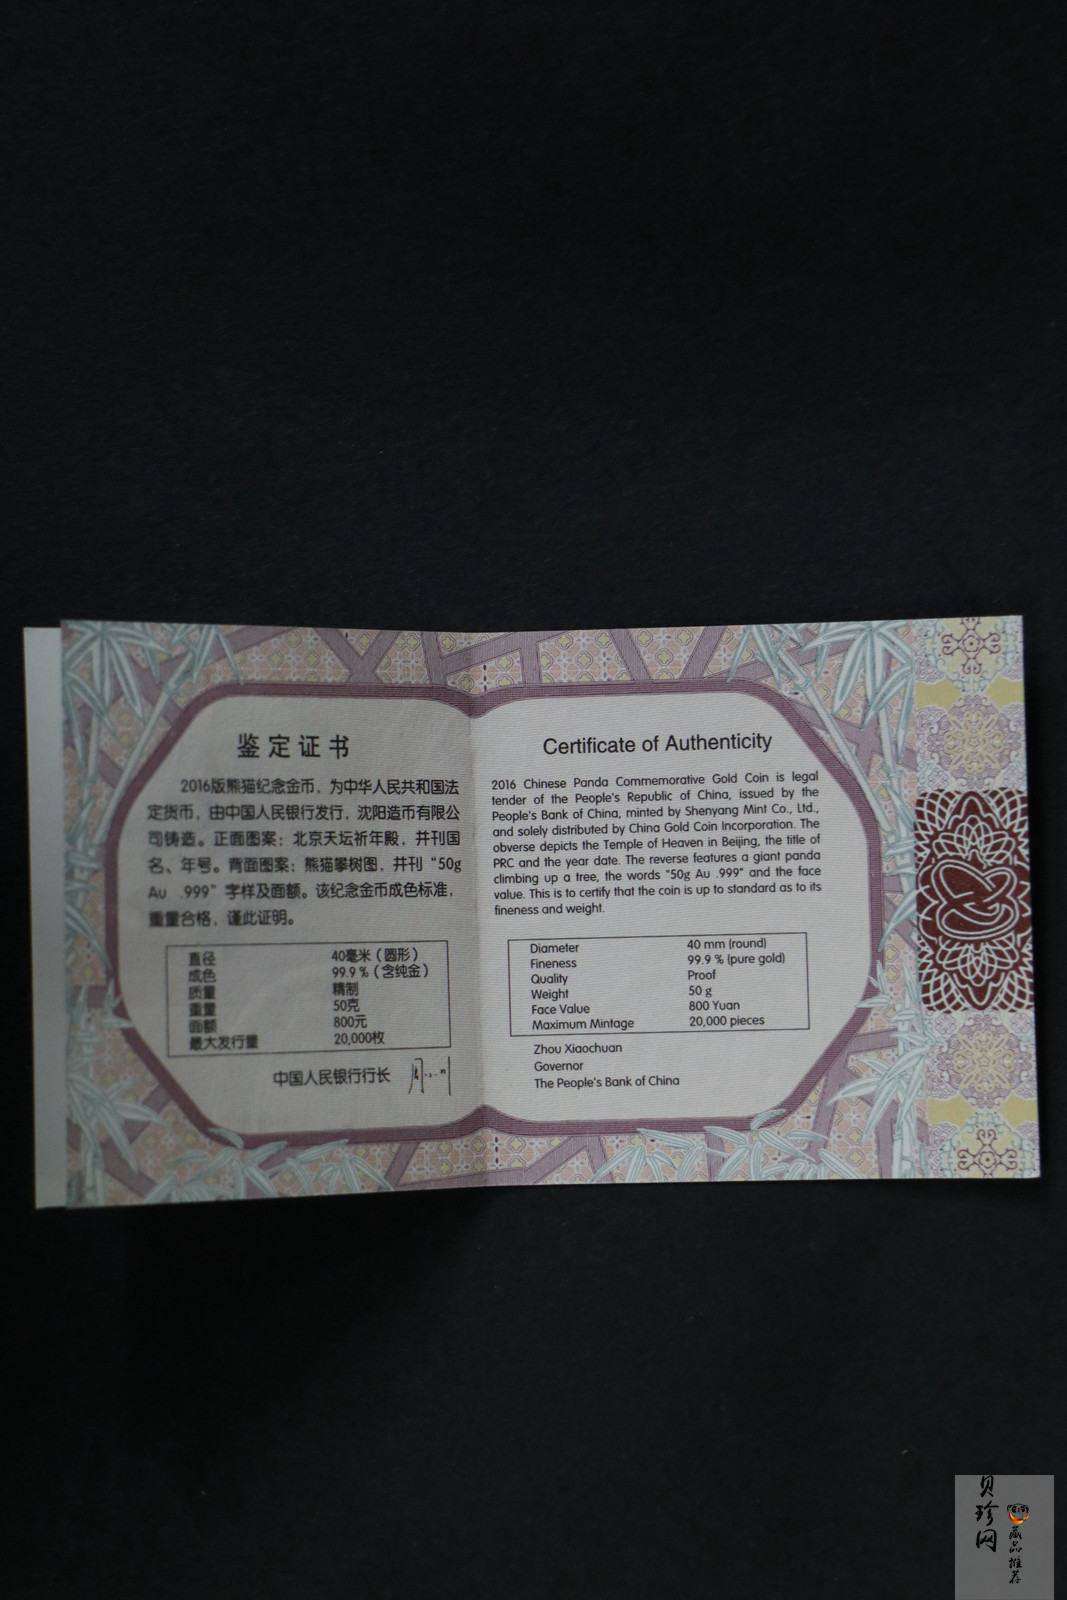 鉴定证书
2016版熊猫纪念金币，为中华人民共和国法
定货币，由中国人民银行发行，沈阳造币有限公
司铸造。正面图案：北京天坛祈年殿，并刊国
名、年号。背面图案：熊猫攀树图，并刊“50g
Au .999”字样及面额。该纪念金币成色标准，
重量合格，谨此证明。
直径 40毫米（圆形）
成色 99.9％（含纯金）
质量 精制
重量 50克
面额 800元
最大发行量 20,000枚
中国人民银行行长
Certificate of Authenticity
2016 Chinese Panda Commemorative Gold Coin is legal
tender of the People's Republic of China, issued by the
People's Bank of China, minted by Shenyang Mint Co., Ltd.,
and solely distributed by China Gold Coin Incorporation. The
obverse depicts the Temple of Heaven in Beijing, the title of
PRC and the year date. The reverse features a giant panda
climbing up a tree, the words "50g Au .999" and the face
value. This is to certify that the coin is up to standard as to its
fineness and weight.
Diameter 40 mm (round)
Fineness 99.9 % (pure gold)
Quality Proof
Weight 50 g
Face Value 800 Yuan
Maximum Mintage 20,000 pieces
Zhou Xiaochuan
Governor
The People's Bank of China
贝珍网
藏品推荐